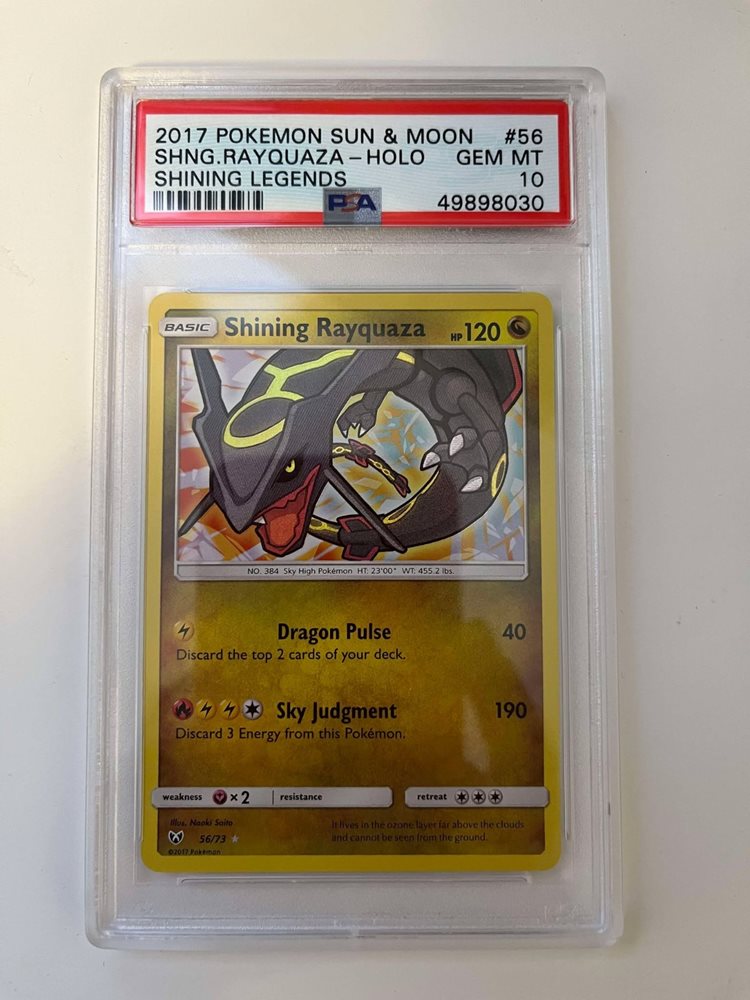 2017 POKEMON SUN & MOON #56
SHNG.RAYQUAZA - HOLO GEM MT
SHINING LEGENDS 10
PSA 49898030
BASIC Shining Rayquaza HP 120
NO. 384 Sky High Pokémon HT: 23'00" WT: 455.2 lbs.
Dragon Pulse 40
Discard the top 2 cards of your deck.
Sky Judgment 190
Discard 3 Energy from this Pokémon.
weakness ×2 resistance retreat
Illus. Naoki Saito
It lives in the ozone layer far above the clouds
56/73
and cannot be seen from the ground.
©2017 Pokémon